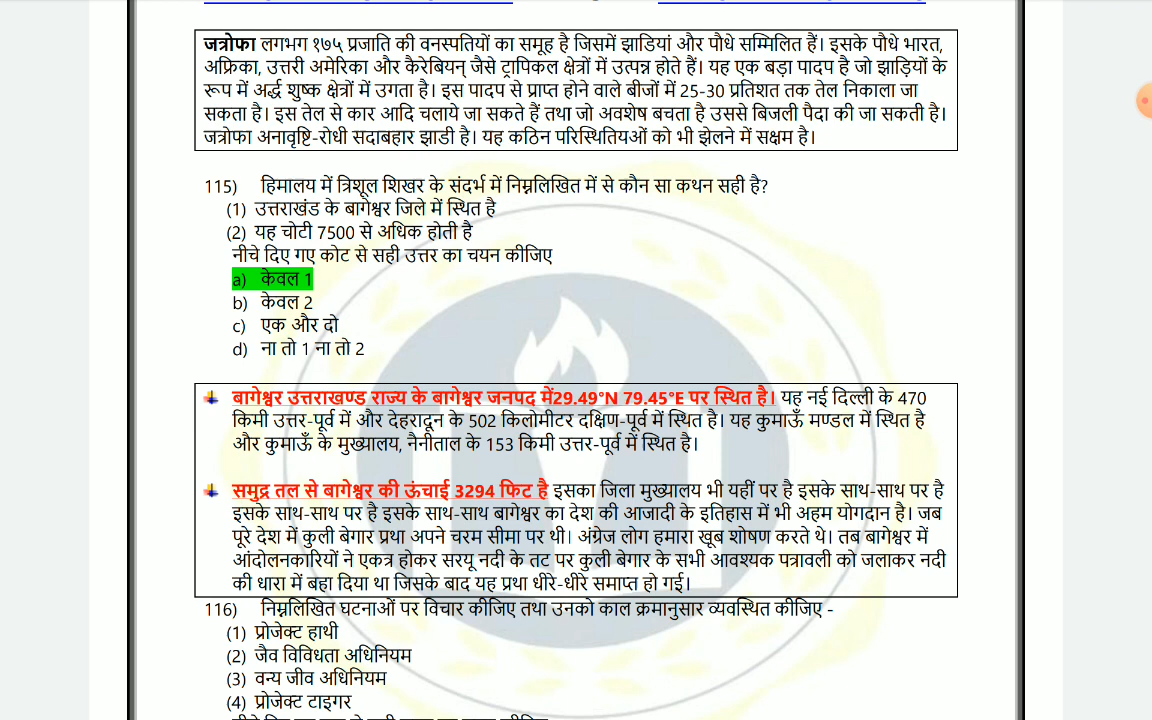 जत्रोफा लगभग १७५ प्रजाति की वनस्पतियों का समूह है जिसमें झाडियां और पौधे सम्मिलित हैं। इसके पौधे भारत,
अफ्रिका, उत्तरी अमेरिका और कैरेबियन् जैसे ट्रापिकल क्षेत्रों में उत्पन्न होते हैं। यह एक बड़ा पादप है जो झाड़ियों के
रूप में अर्द्ध शुष्क क्षेत्रों में उगता है। इस पादप से प्राप्त होने वाले बीजों में 25-30 प्रतिशत तक तेल निकाला जा
सकता है। इस तेल से कार आदि चलाये जा सकते हैं तथा जो अवशेष बचता है उससे बिजली पैदा की जा सकती है।
जत्रोफा अनावृष्टि-रोधी सदाबहार झाडी है। यह कठिन परिस्थितियओं को भी झेलने में सक्षम है।
115) हिमालय में त्रिशूल शिखर के संदर्भ में निम्नलिखित में से कौन सा कथन सही है?
(1) उत्तराखंड के बागेश्वर जिले में स्थित है
(2) यह चोटी 7500 से अधिक होती है
नीचे दिए गए कोट से सही उत्तर का चयन कीजिए
a) केवल 1
b) केवल 2
c) एक और दो
d) ना तो 1 ना तो 2
बागेश्वर उत्तराखण्ड राज्य के बागेश्वर जनपद में29.49°N 79.45°E पर स्थित है। यह नई दिल्ली के 470
किमी उत्तर-पूर्व में और देहरादून के 502 किलोमीटर दक्षिण-पूर्व में स्थित है। यह कुमाऊँ मण्डल में स्थित है
और कुमाऊँ के मुख्यालय, नैनीताल के 153 किमी उत्तर-पूर्व में स्थित है।
समुद्र तल से बागेश्वर की ऊंचाई 3294 फिट है इसका जिला मुख्यालय भी यहीं पर है इसके साथ-साथ पर है
इसके साथ-साथ पर है इसके साथ-साथ बागेश्वर का देश की आजादी के इतिहास में भी अहम योगदान है। जब
पूरे देश में कुली बेगार प्रथा अपने चरम सीमा पर थी। अंग्रेज लोग हमारा खूब शोषण करते थे। तब बागेश्वर में
आंदोलनकारियों ने एकत्र होकर सरयू नदी के तट पर कुली बेगार के सभी आवश्यक पत्रावली को जलाकर नदी
की धारा में बहा दिया था जिसके बाद यह प्रथा धीरे-धीरे समाप्त हो गई।
116) निम्नलिखित घटनाओं पर विचार कीजिए तथा उनको काल क्रमानुसार व्यवस्थित कीजिए -
(1) प्रोजेक्ट हाथी
(2) जैव विविधता अधिनियम
(3) वन्य जीव अधिनियम
(4) प्रोजेक्ट टाइगर